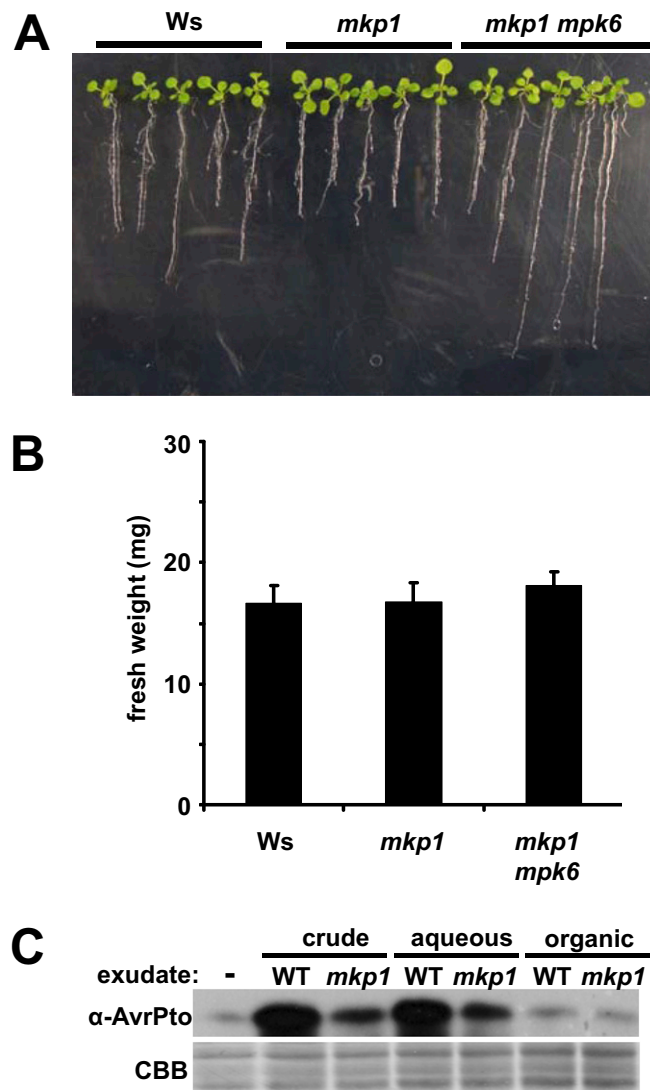 A
Ws mkp1 mkp1 mpk6
B
fresh weight (mg)
30
20
10
0
Ws mkp1 mkp1
mpk6
C
crude aqueous organic
exudate: - WT mkp1 WT mkp1 WT mkp1
α-AvrPto
CBB